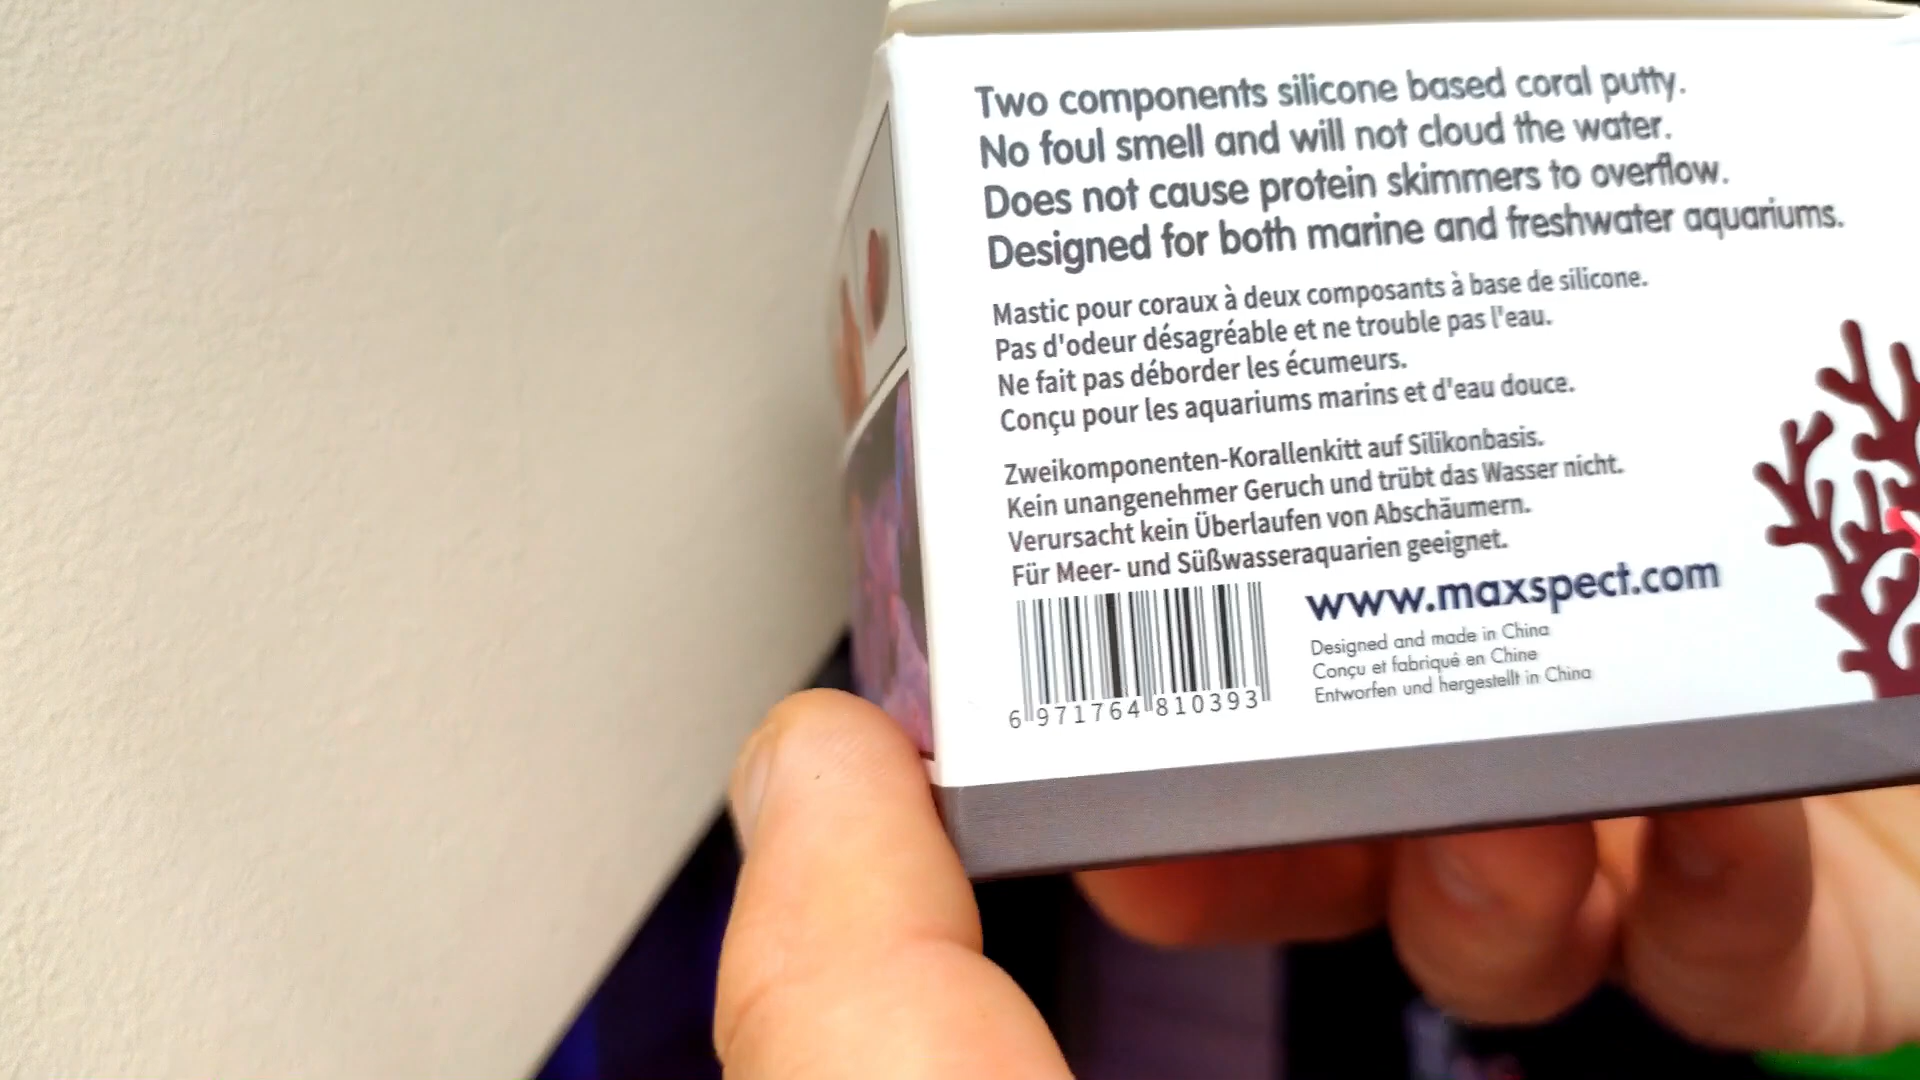 Two components silicone based coral putty.
No foul smell and will not cloud the water.
Does not cause protein skimmers to overflow.
Designed for both marine and freshwater aquariums.
Mastic pour coraux à deux composants à base de silicone.
Pas d'odeur désagréable et ne trouble pas l'eau.
Ne fait pas déborder les écumeurs.
Conçu pour les aquariums marins et d'eau douce.
Zweikomponenten-Korallenkitt auf Silikonbasis.
Kein unangenehmer Geruch und trübt das Wasser nicht.
Verursacht kein Überlaufen von Abschäumern.
Für Meer- und Süßwasseraquarien geeignet.
www.maxspect.com
Designed and made in China
Conçu et fabriqué en Chine
Entworfen und hergestellt in China
6 971764 810393